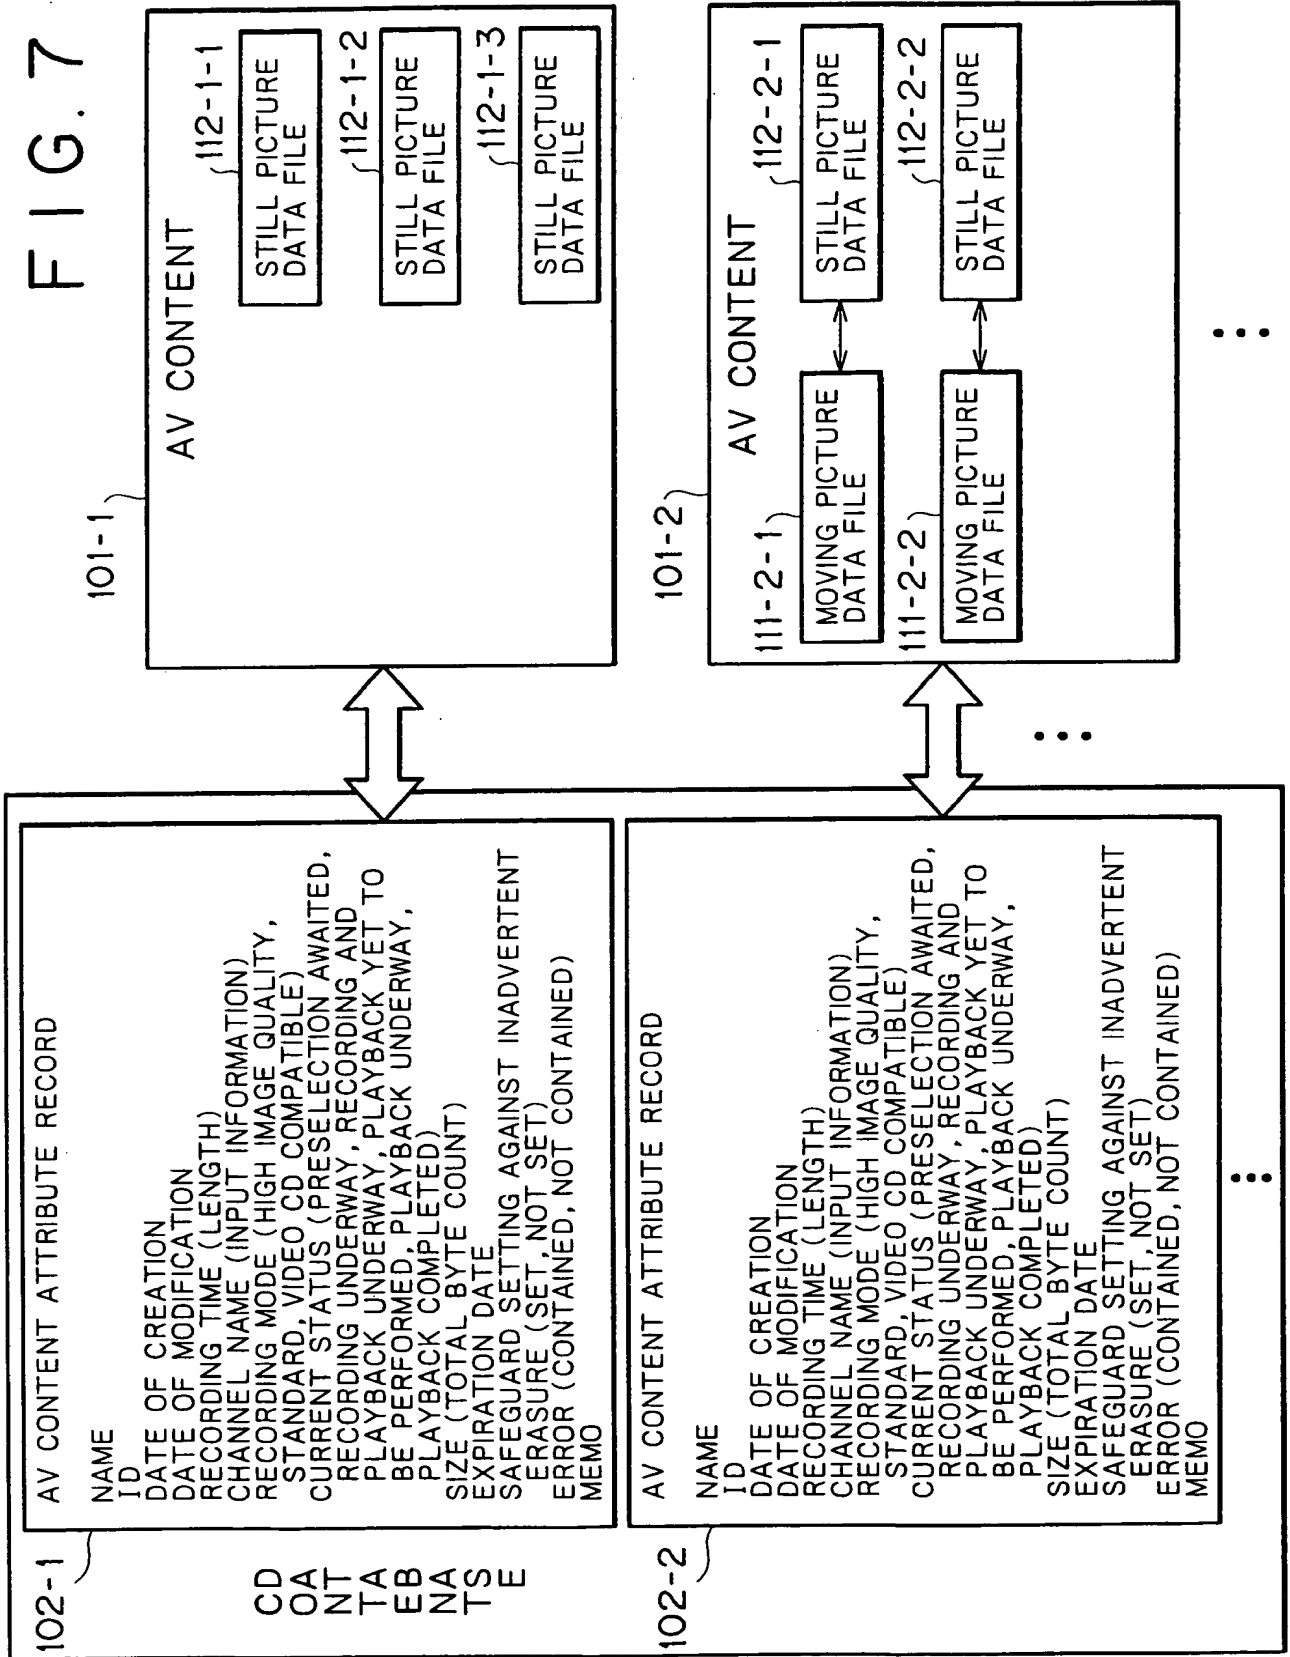 FIG. 7
102-1
CD
OA
NT
TA
EB
NA
TS
E
AV CONTENT ATTRIBUTE RECORD
NAME
ID
DATE OF CREATION
DATE OF MODIFICATION
RECORDING TIME (LENGTH)
CHANNEL NAME (INPUT INFORMATION)
RECORDING MODE (HIGH IMAGE QUALITY,
STANDARD, VIDEO CD COMPATIBLE)
CURRENT STATUS (PRESELECTION AWAITED,
RECORDING UNDERWAY, RECORDING AND
PLAYBACK UNDERWAY, PLAYBACK YET TO
BE PERFORMED, PLAYBACK UNDERWAY,
PLAYBACK COMPLETED)
SIZE (TOTAL BYTE COUNT)
EXPIRATION DATE
SAFEGUARD SETTING AGAINST INADVERTENT
ERASURE (SET, NOT SET)
ERROR (CONTAINED, NOT CONTAINED)
MEMO
101-1
AV CONTENT
112-1-1
STILL PICTURE
DATA FILE
112-1-2
STILL PICTURE
DATA FILE
112-1-3
STILL PICTURE
DATA FILE
102-2
AV CONTENT ATTRIBUTE RECORD
NAME
ID
DATE OF CREATION
DATE OF MODIFICATION
RECORDING TIME (LENGTH)
CHANNEL NAME (INPUT INFORMATION)
RECORDING MODE (HIGH IMAGE QUALITY,
STANDARD, VIDEO CD COMPATIBLE)
CURRENT STATUS (PRESELECTION AWAITED,
RECORDING UNDERWAY, RECORDING AND
PLAYBACK UNDERWAY, PLAYBACK YET TO
BE PERFORMED, PLAYBACK UNDERWAY,
PLAYBACK COMPLETED)
SIZE (TOTAL BYTE COUNT)
EXPIRATION DATE
SAFEGUARD SETTING AGAINST INADVERTENT
ERASURE (SET, NOT SET)
ERROR (CONTAINED, NOT CONTAINED)
MEMO
101-2
AV CONTENT
111-2-1
MOVING PICTURE
DATA FILE
112-2-1
STILL PICTURE
DATA FILE
111-2-2
MOVING PICTURE
DATA FILE
112-2-2
STILL PICTURE
DATA FILE